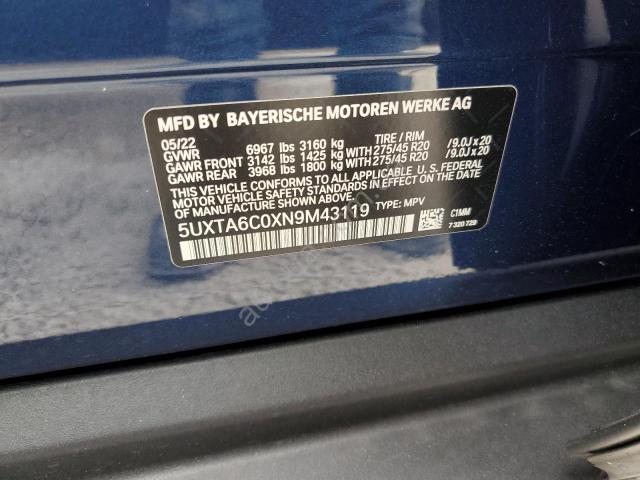 MFD BY BAYERISCHE MOTOREN WERKE AG
05/22 TIRE / RIM
GVWR 6967 lbs 3160 kg
GAWR FRONT 3142 lbs 1425 kg WITH 275/45 R20 /9.0J x 20
GAWR REAR 3968 lbs 1800 kg WITH 275/45 R20 /9.0J x 20
THIS VEHICLE CONFORMS TO ALL APPLICABLE U.S. FEDERAL
MOTOR VEHICLE SAFETY STANDARDS IN EFFECT ON
THE DATE OF MANUFACTURE SHOWN ABOVE.
5UXTA6C0XN9M43119 TYPE: MPV
C1MM
7 320 729